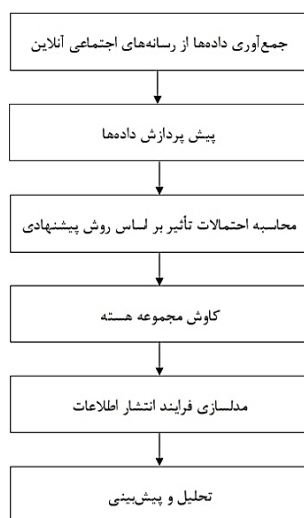 جمع‌آوری داده‌ها از رسانه‌های اجتماعی آنلاین
پیش پردازش داده‌ها
محاسبه احتمالات تأثیر بر اساس روش پیشنهادی
کاوش مجموعه هسته
مدلسازی فرایند انتشار اطلاعات
تحلیل و پیش‌بینی